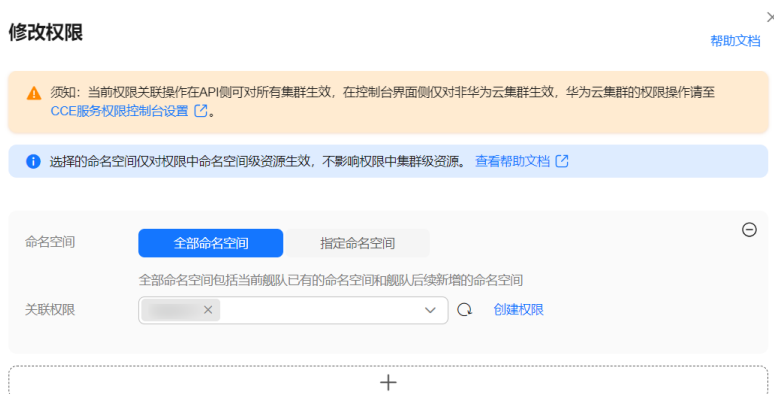 修改权限
帮助文档
须知：当前权限关联操作在API侧可对所有集群生效，在控制台界面侧仅对非华为云集群生效，华为云集群的权限操作请至
CCE服务权限控制台设置。
选择的命名空间仅对权限中命名空间级资源生效，不影响权限中集群级资源。 查看帮助文档
命名空间 全部命名空间 指定命名空间
全部命名空间包括当前舰队已有的命名空间和舰队后续新增的命名空间
关联权限 创建权限